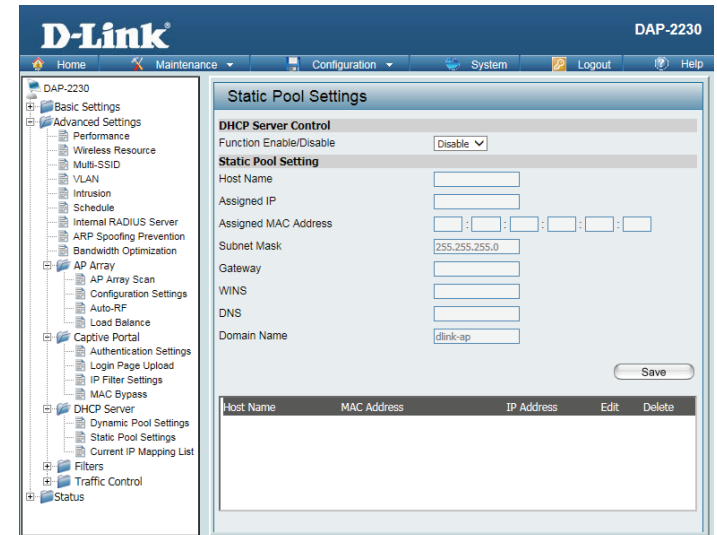 D-Link
DAP-2230
Home Maintenance Configuration System Logout Help
DAP-2230
Basic Settings
Advanced Settings
Performance
Wireless Resource
Multi-SSID
VLAN
Intrusion
Schedule
Internal RADIUS Server
ARP Spoofing Prevention
Bandwidth Optimization
AP Array
AP Array Scan
Configuration Settings
Auto-RF
Load Balance
Captive Portal
Authentication Settings
Login Page Upload
IP Filter Settings
MAC Bypass
DHCP Server
Dynamic Pool Settings
Static Pool Settings
Current IP Mapping List
Filters
Traffic Control
Status
Static Pool Settings
DHCP Server Control
Function Enable/Disable Disable
Static Pool Setting
Host Name
Assigned IP
Assigned MAC Address : : : : :
Subnet Mask 255.255.255.0
Gateway
WINS
DNS
Domain Name dlink-ap
Save
Host Name MAC Address IP Address Edit Delete